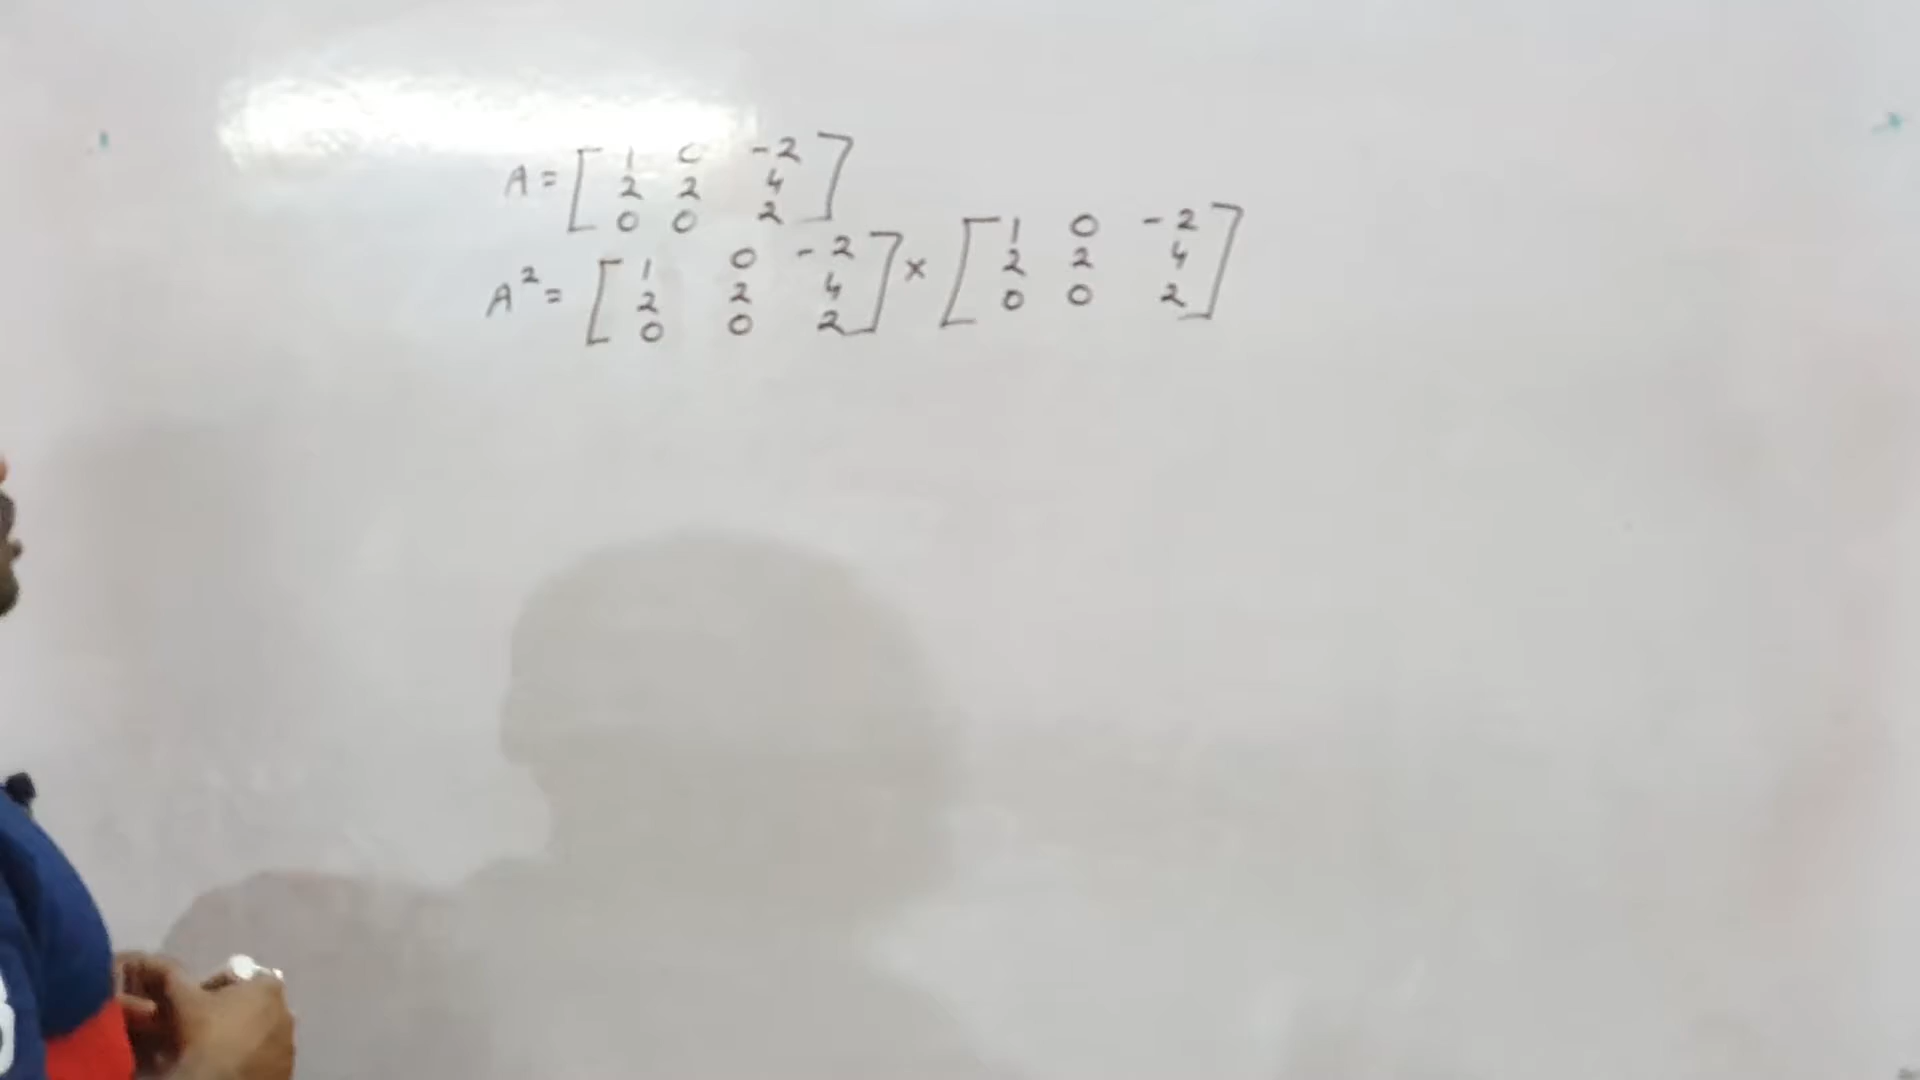 A = [ 1 0 -2
2 2 4
0 0 2 ]
A² = [ 1 0 -2
2 2 4
0 0 2 ] × [ 1 0 -2
2 2 4
0 0 2 ]